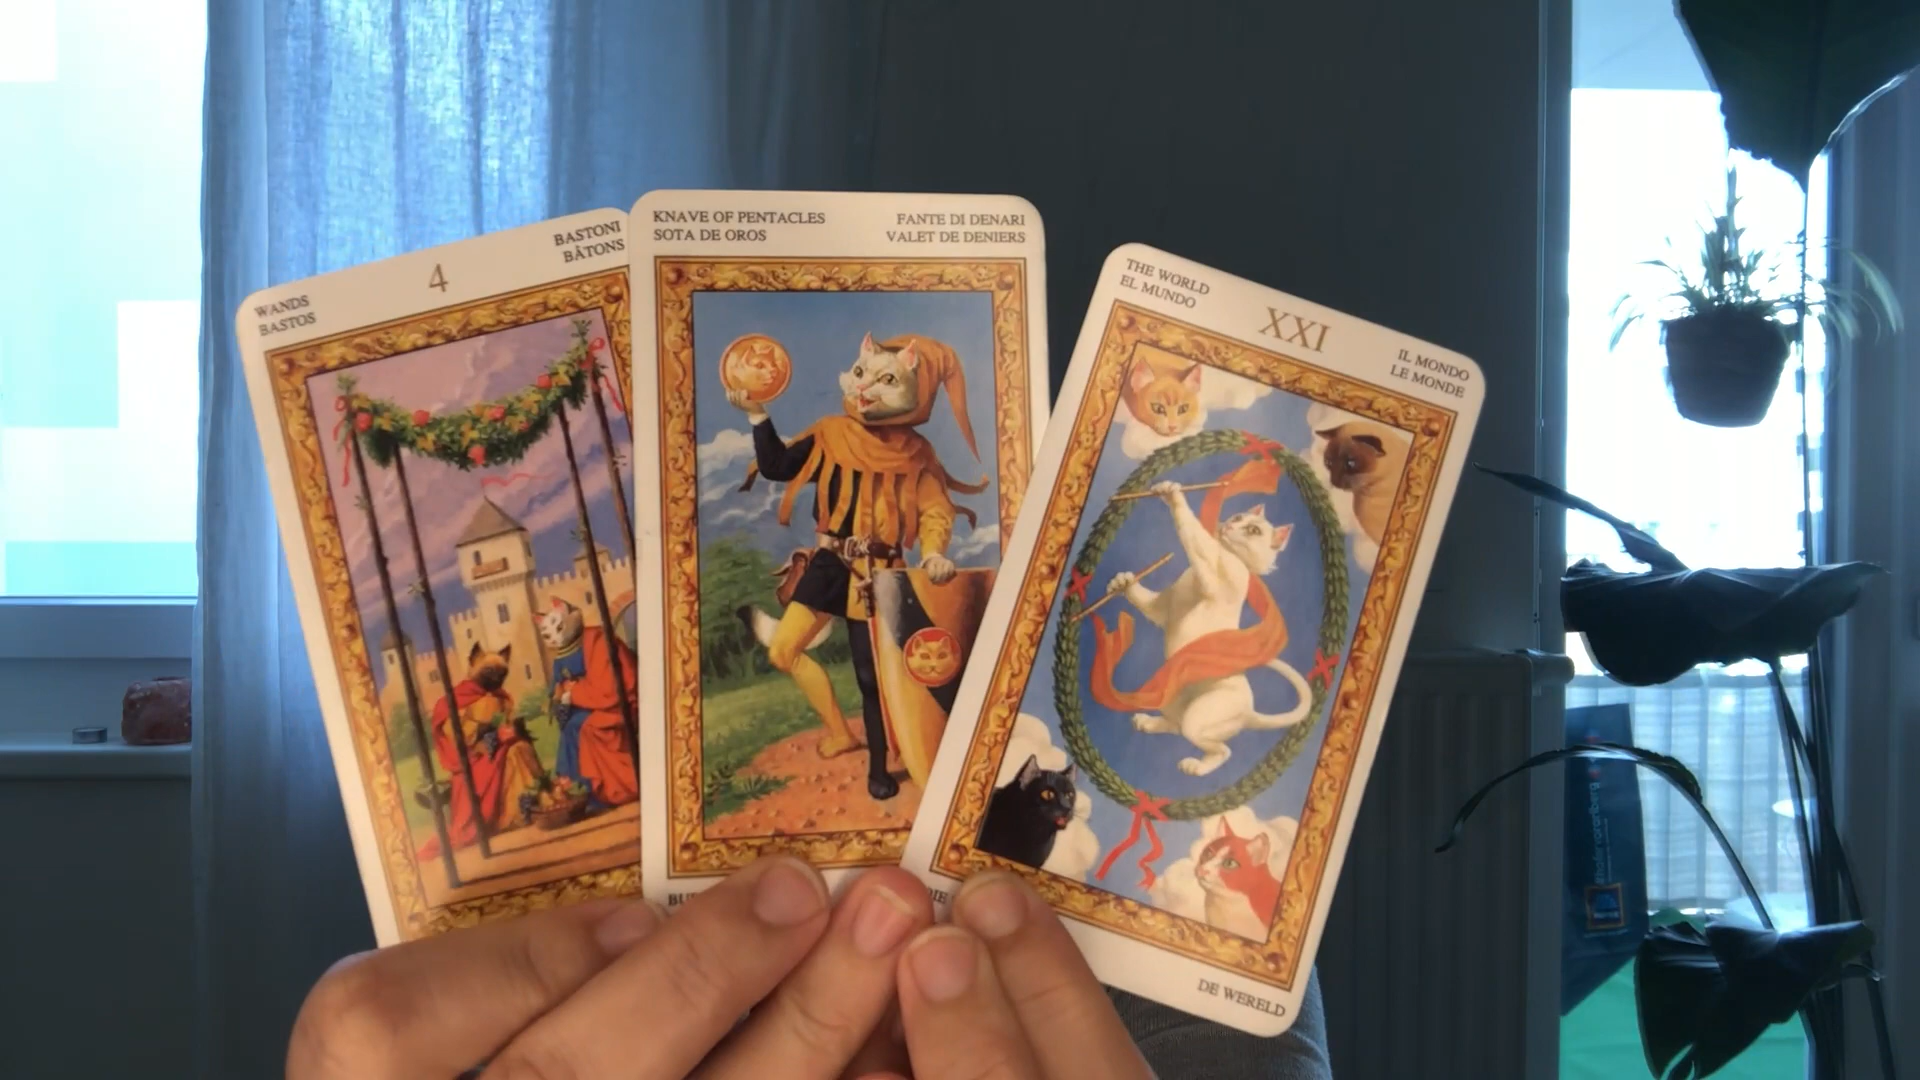 WANDS
BASTOS
4
BASTONI
BÂTONS
KNAVE OF PENTACLES
SOTA DE OROS
FANTE DI DENARI
VALET DE DENIERS
THE WORLD
EL MUNDO
XXI
IL MONDO
LE MONDE
DIE
DE WERELD